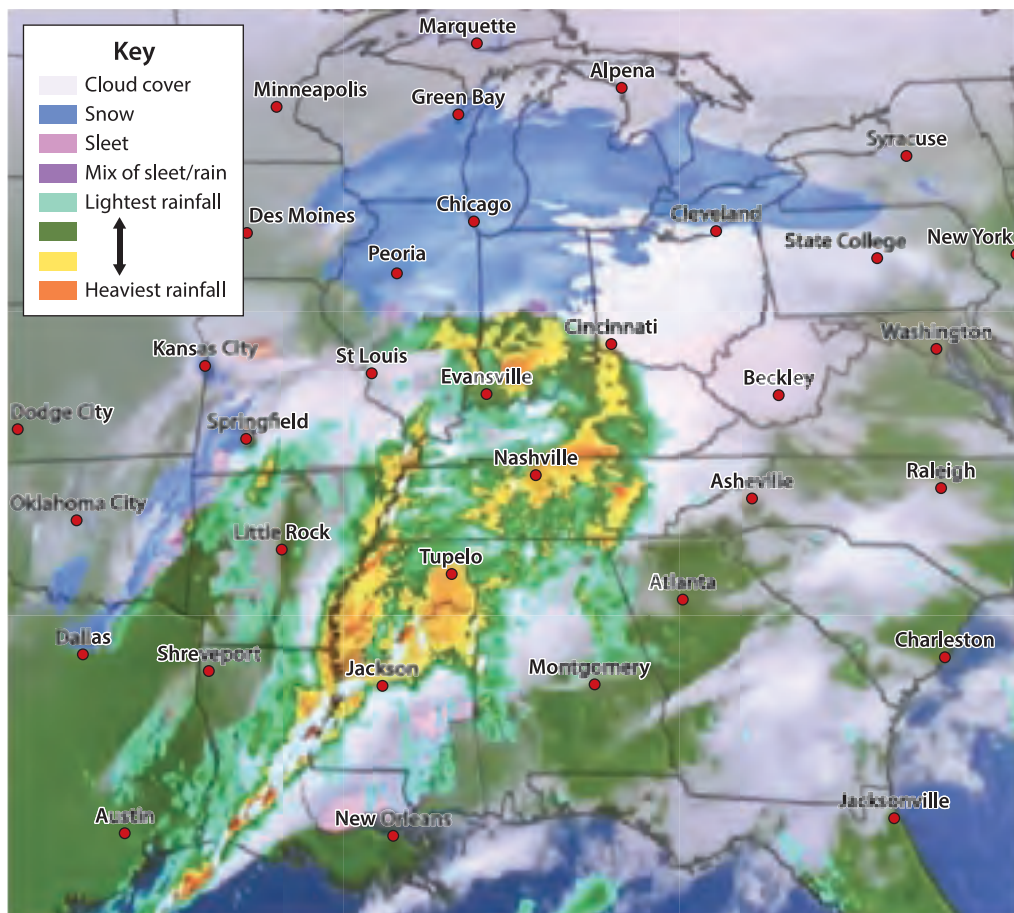 Key
Cloud cover
Snow
Sleet
Mix of sleet/rain
Lightest rainfall
Heaviest rainfall
Marquette
Alpena
Minneapolis
Green Bay
Syracuse
Des Moines
Chicago
Cleveland
State College
New York
Peoria
Cincinnati
Washington
Kansas City
St Louis
Evansville
Beckley
Dodge City
Springfield
Nashville
Asheville
Raleigh
Oklahoma City
Little Rock
Tupelo
Atlanta
Dallas
Shreveport
Jackson
Montgomery
Charleston
Austin
New Orleans
Jacksonville